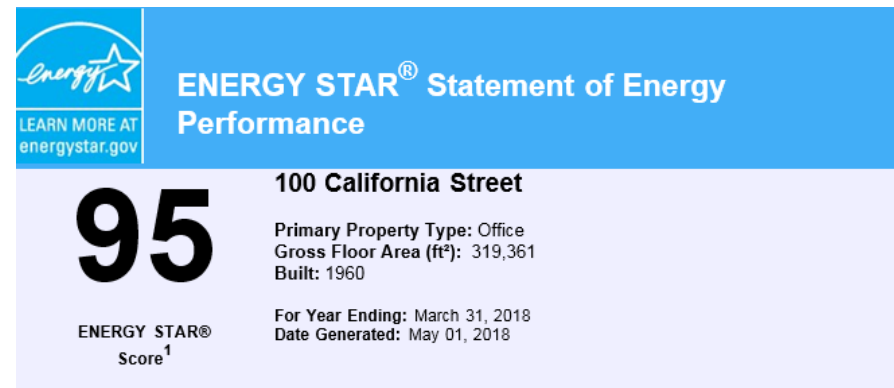 energy
LEARN MORE AT
energystar.gov
ENERGY STAR® Statement of Energy
Performance
95
ENERGY STAR®
Score1
100 California Street
Primary Property Type: Office
Gross Floor Area (ft²): 319,361
Built: 1960
For Year Ending: March 31, 2018
Date Generated: May 01, 2018